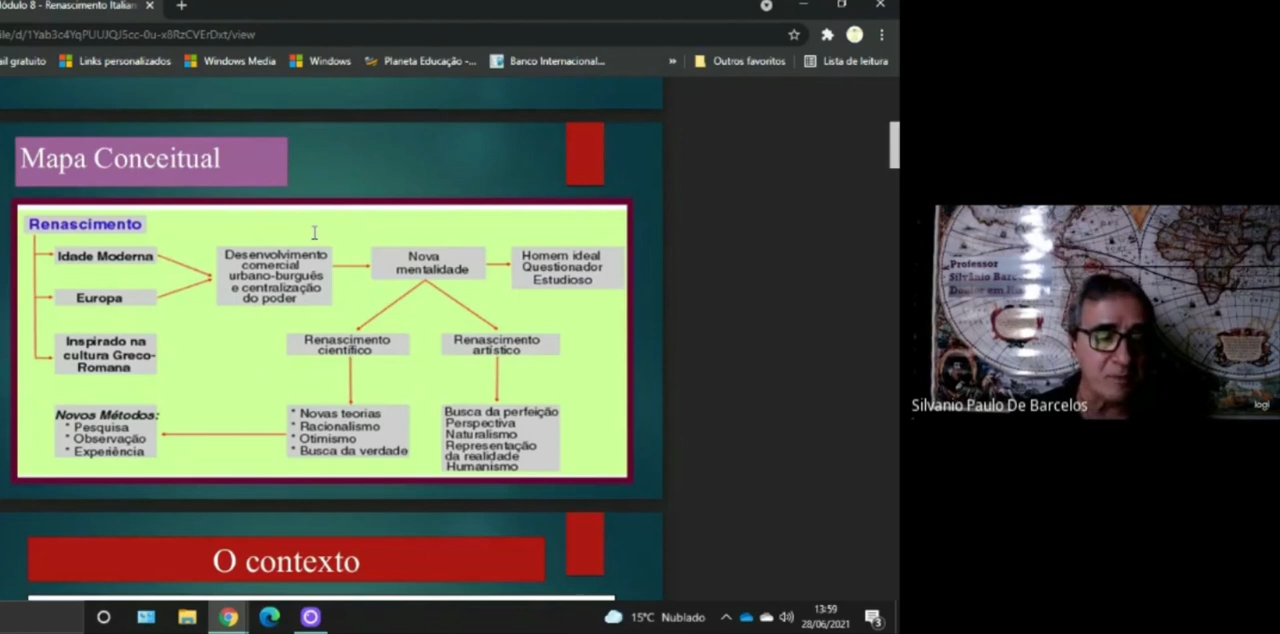 ódulo 8 - Renascimento Italian
ile/d/1Yab3c4YqPUUJQJ5cc-0u-x8RzCVErDxt/view
ail gratuito
Links personalizados
Windows Media
Windows
Planeta Educação -...
Banco Internacional...
»
Outros favoritos
Lista de leitura
Mapa Conceitual
Renascimento
Idade Moderna
Europa
Inspirado na
cultura Greco-
Romana
Desenvolvimento
comercial
urbano-burguês
e centralização
do poder
Nova
mentalidade
Homem ideal
Questionador
Estudioso
Renascimento
científico
Renascimento
artístico
Novos Métodos:
* Pesquisa
* Observação
* Experiência
* Novas teorias
* Racionalismo
* Otimismo
* Busca da verdade
Busca da perfeição
Perspectiva
Naturalismo
Representação
da realidade
Humanismo
O contexto
Professor
Silvânio Barc
Silvanio Paulo De Barcelos
logi
15°C Nublado
13:59
28/06/2021
3